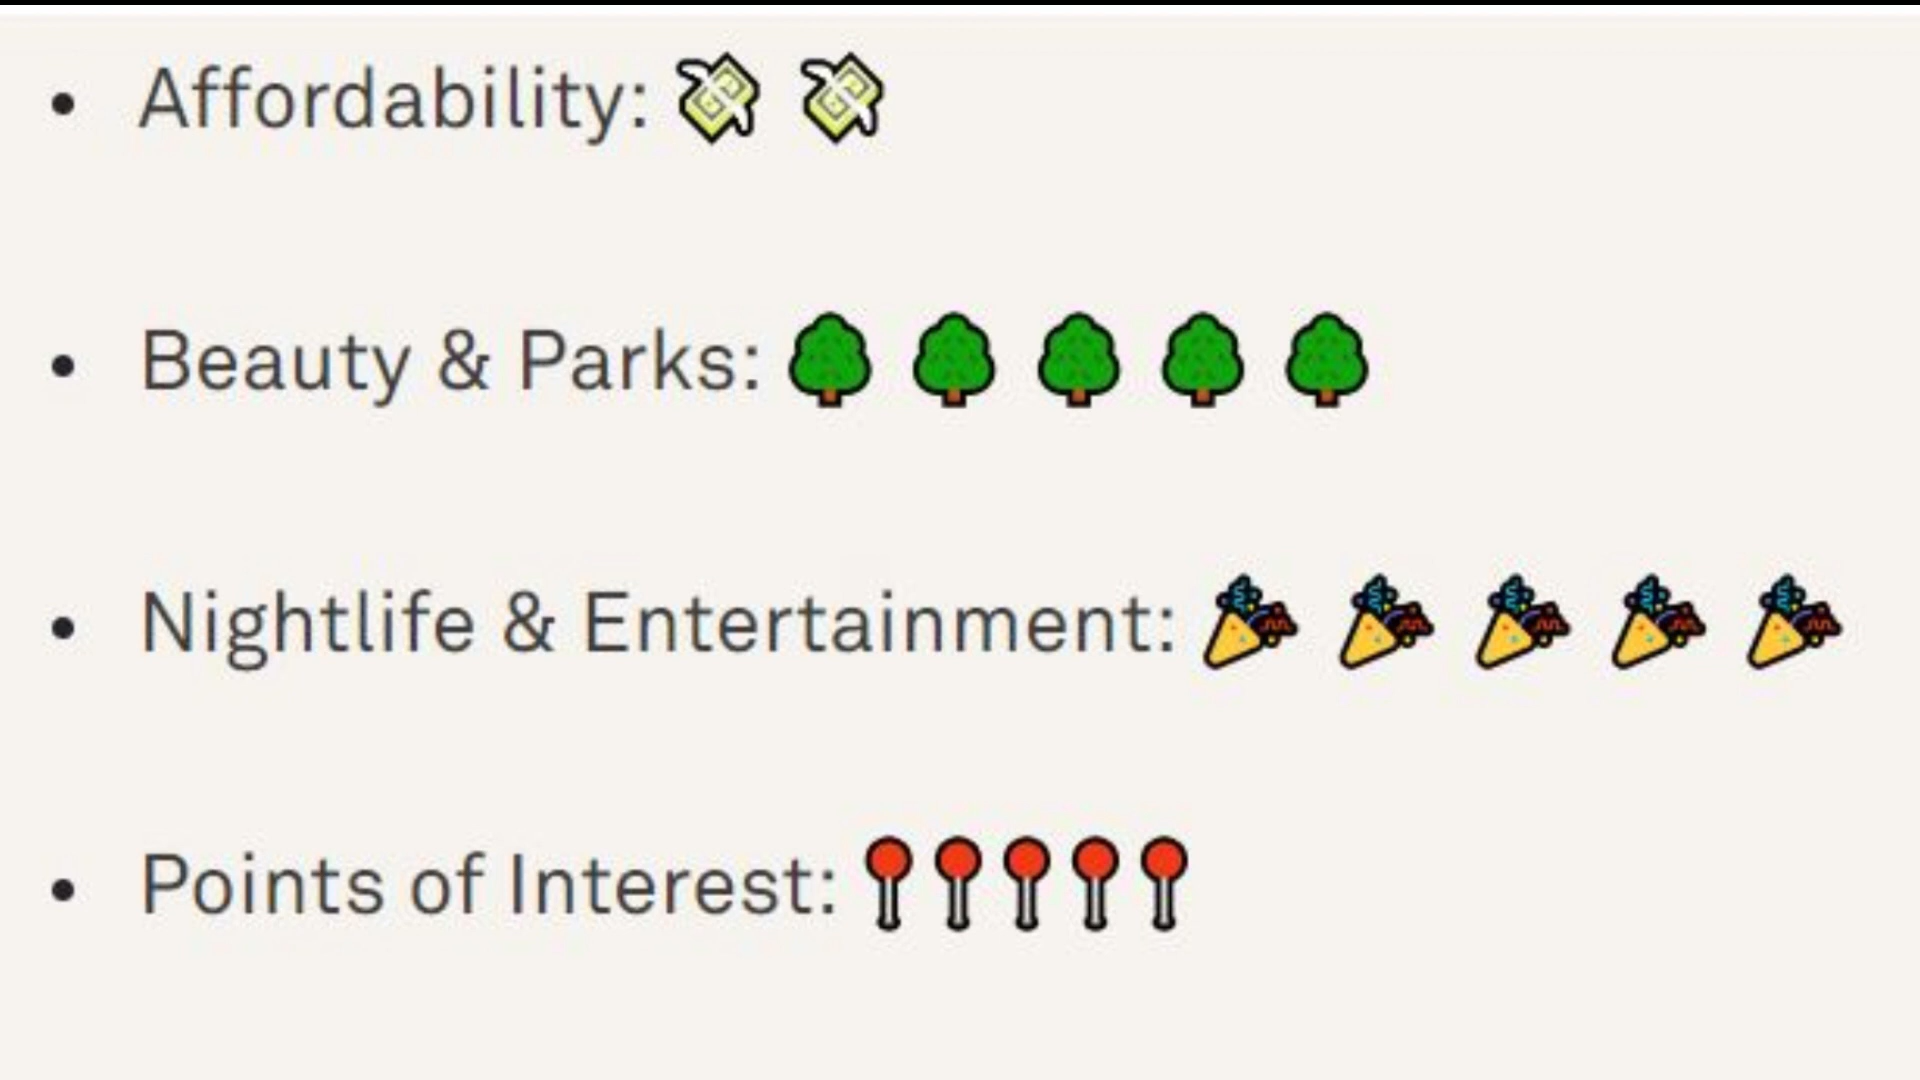 • Affordability: 💸 💸
• Beauty & Parks: 🌳 🌳 🌳 🌳 🌳
• Nightlife & Entertainment: 🎉 🎉 🎉 🎉 🎉
• Points of Interest: 📍📍📍📍📍